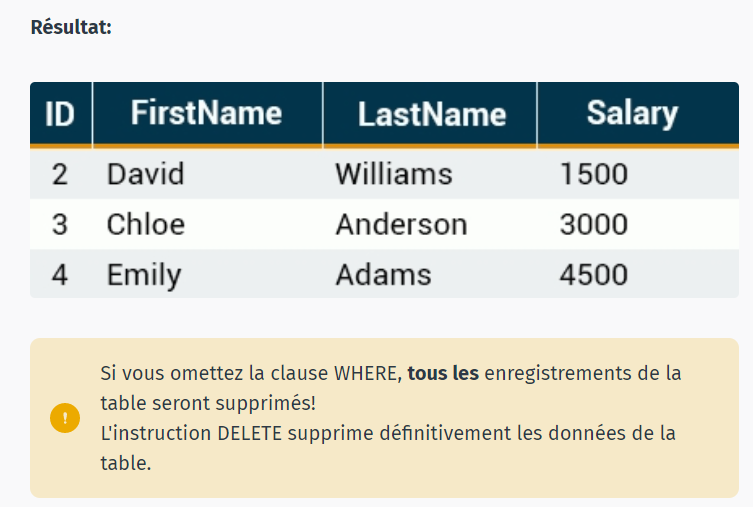 Résultat:
ID FirstName LastName Salary
2 David Williams 1500
3 Chloe Anderson 3000
4 Emily Adams 4500
Si vous omettez la clause WHERE, tous les enregistrements de la
table seront supprimés!
L'instruction DELETE supprime définitivement les données de la
table.